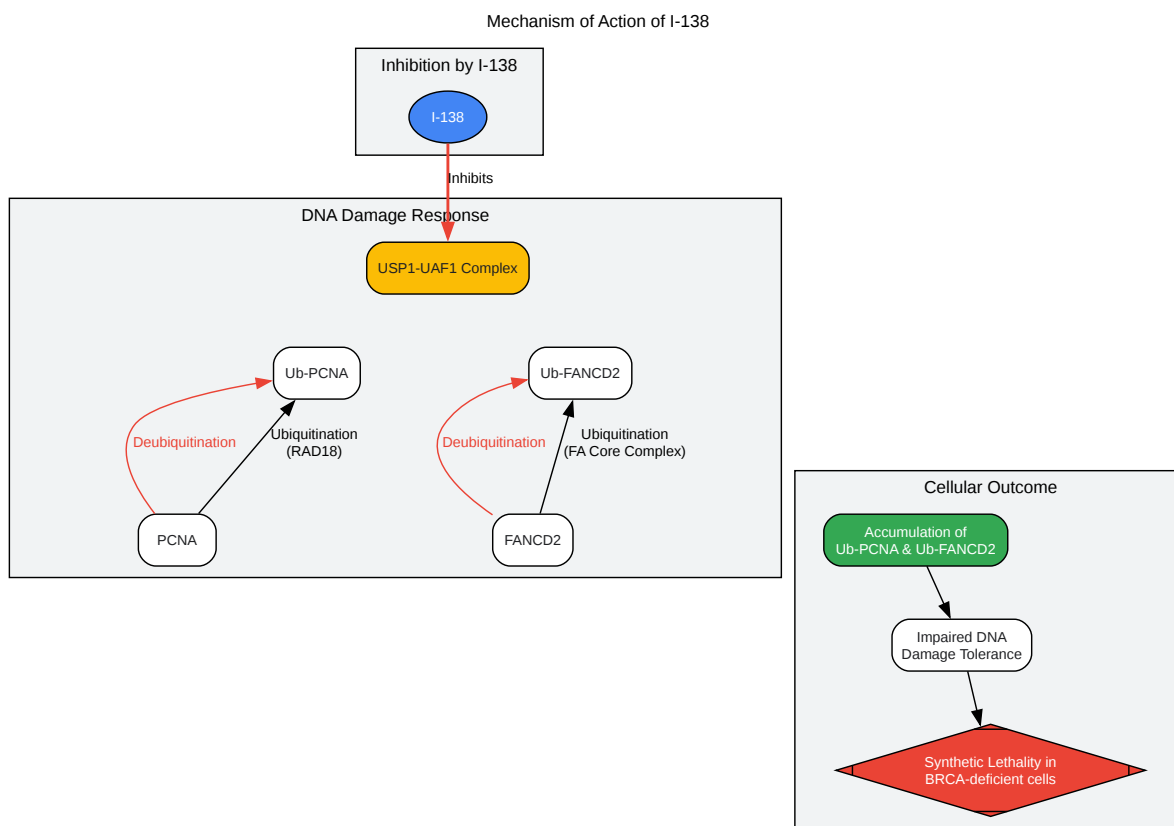 Mechanism of Action of I-138
Inhibition by I-138
I-138
Inhibits
DNA Damage Response
USP1-UAF1 Complex
Ub-PCNA
Ub-FANCD2
Deubiquitination
Ubiquitination
(RAD18)
Deubiquitination
Ubiquitination
(FA Core Complex)
PCNA
FANCD2
Cellular Outcome
Accumulation of
Ub-PCNA & Ub-FANCD2
Impaired DNA
Damage Tolerance
Synthetic Lethality in
BRCA-deficient cells